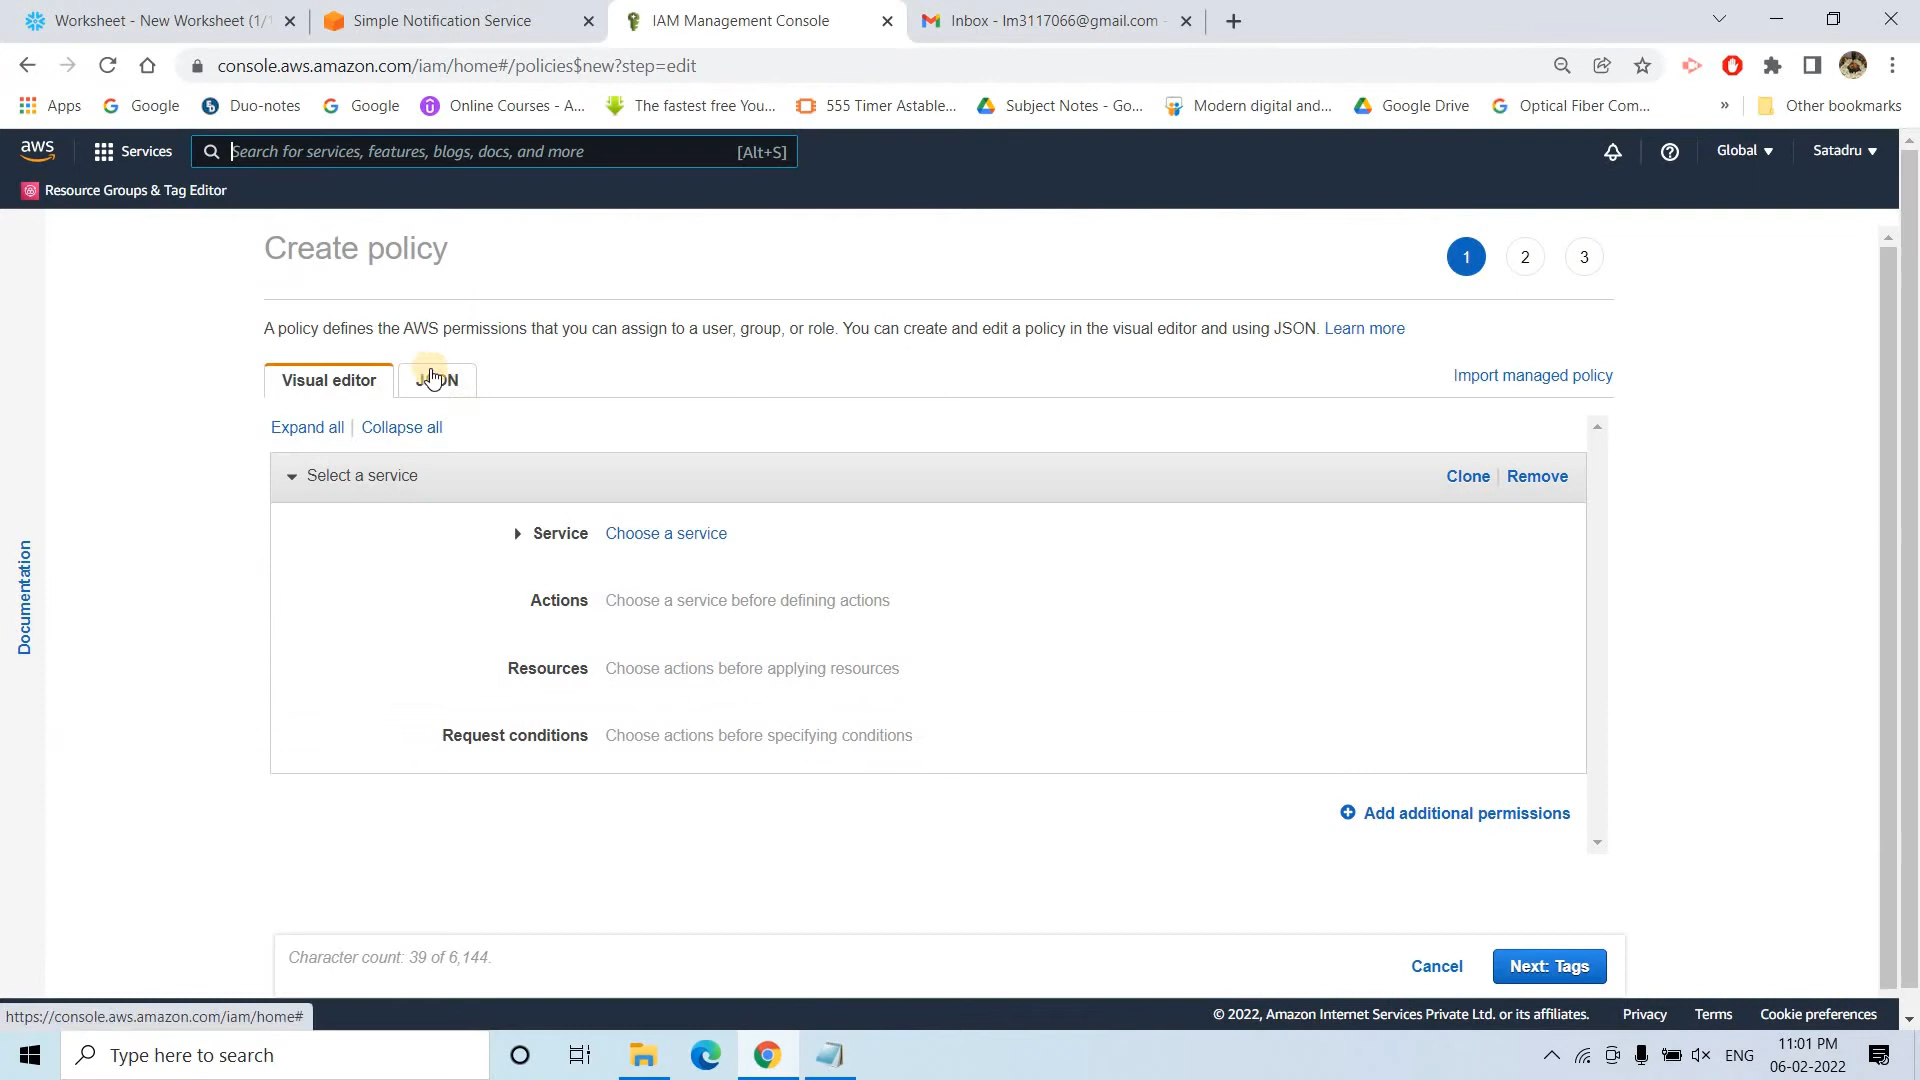 Worksheet - New Worksheet (1/1
Simple Notification Service
IAM Management Console
Inbox - lm3117066@gmail.com -
console.aws.amazon.com/iam/home#/policies$new?step=edit
Apps
Google
Duo-notes
Google
Online Courses - A...
The fastest free You...
555 Timer Astable...
Subject Notes - Go...
Modern digital and...
Google Drive
Optical Fiber Com...
»
Other bookmarks
aws
Services
Search for services, features, blogs, docs, and more
[Alt+S]
Global
Satadru
Resource Groups & Tag Editor
Create policy
1
2
3
A policy defines the AWS permissions that you can assign to a user, group, or role. You can create and edit a policy in the visual editor and using JSON. Learn more
Visual editor
JSON
Import managed policy
Expand all
Collapse all
Select a service
Clone
Remove
Service
Choose a service
Actions
Choose a service before defining actions
Resources
Choose actions before applying resources
Request conditions
Choose actions before specifying conditions
Add additional permissions
Documentation
Character count: 39 of 6,144.
Cancel
Next: Tags
https://console.aws.amazon.com/iam/home#
© 2022, Amazon Internet Services Private Ltd. or its affiliates.
Privacy
Terms
Cookie preferences
Type here to search
ENG
11:01 PM
06-02-2022